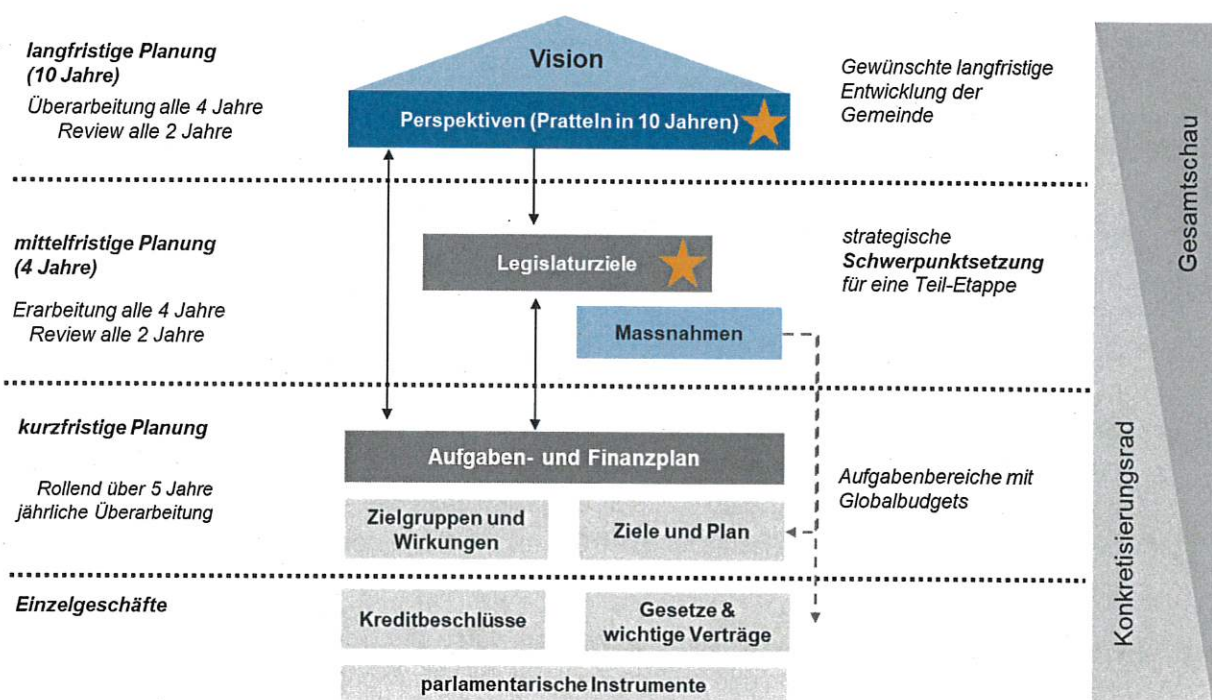 langfristige Planung
(10 Jahre)
Überarbeitung alle 4 Jahre
Review alle 2 Jahre
Vision
Perspektiven (Pratteln in 10 Jahren)
Gewünschte langfristige
Entwicklung der
Gemeinde
mittelfristige Planung
(4 Jahre)
Erarbeitung alle 4 Jahre
Review alle 2 Jahre
Legislaturziele
Massnahmen
strategische
Schwerpunktsetzung
für eine Teil-Etappe
kurzfristige Planung
Rollend über 5 Jahre
jährliche Überarbeitung
Aufgaben- und Finanzplan
Zielgruppen und
Wirkungen
Ziele und Plan
Aufgabenbereiche mit
Globalbudgets
Einzelgeschäfte
Kreditbeschlüsse
Gesetze &
wichtige Verträge
parlamentarische Instrumente
Konkretisierungsrad
Gesamtschau